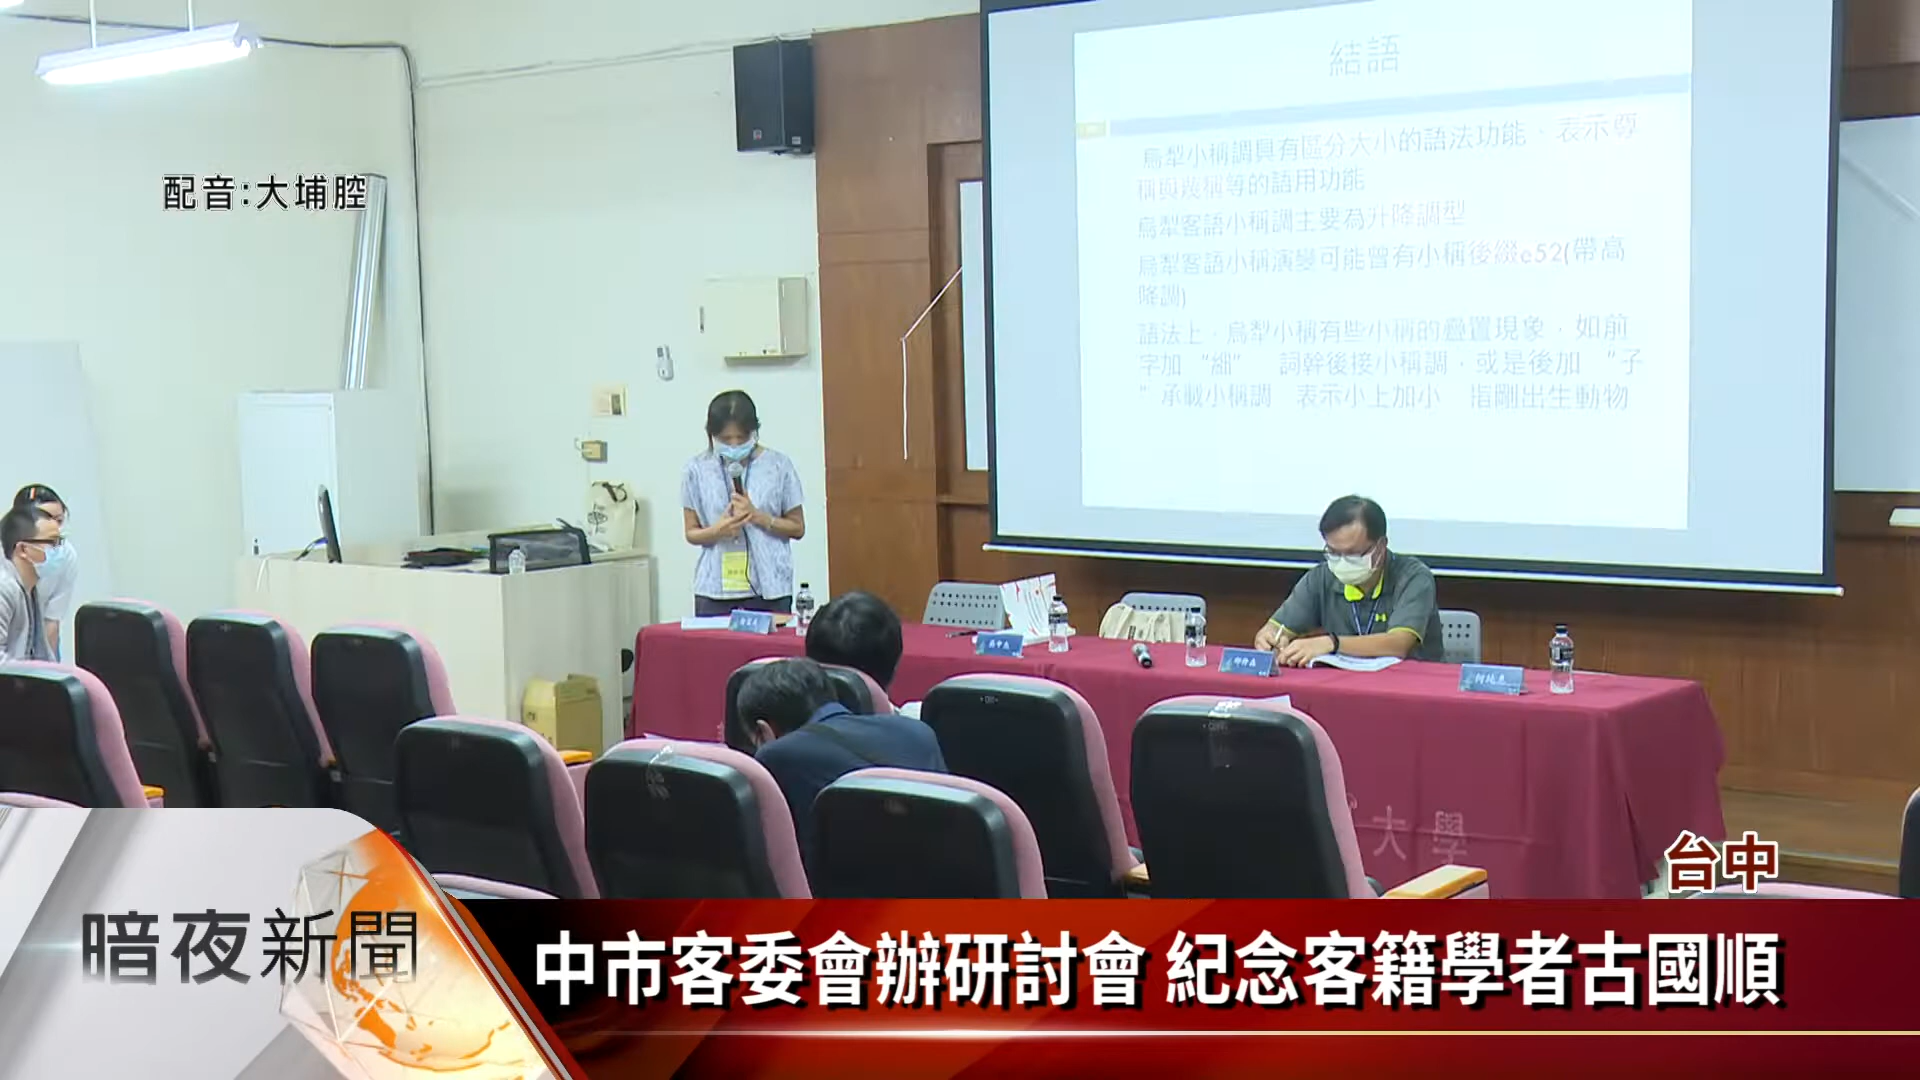 配音:大埔腔
結語
烏犁小稱調具有區分大小的語法功能，表示尊
稱與蔑稱等的語用功能
烏犁客語小稱調主要為升降調型
烏犁客語小稱演變可能曾有小稱後綴e52(帶高
降調)
語法上，烏犁小稱有些小稱的疊置現象，如前
字加 “細” 詞幹後接小稱調，或是後加 “子
”承載小稱調 表示小上加小 指剛出生動物
大學
台中
暗夜新聞
中市客委會辦研討會 紀念客籍學者古國順